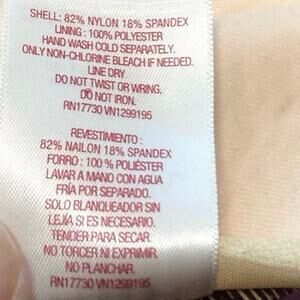 SHELL: 82% NYLON 18% SPANDEX
LINING : 100% POLYESTER
HAND WASH COLD SEPARATELY.
ONLY NON-CHLORINE BLEACH IF NEEDED.
LINE DRY
DO NOT TWIST OR WRING.
DO NOT IRON.
RN17730 VN1299195
REVESTIMIENTO :
82% NAILON 18% SPANDEX
FORRO : 100 % POLIÉSTER
LAVAR A MANO CON AGUA
FRÍA POR SEPARADO.
SOLO BLANQUEADOR SIN
LEJÍA SI ES NECESARIO
TENDER PARA SECAR.
NO TORCER NI EXPRIMIR.
NO PLANCHAR.
RN17730 VN1299195